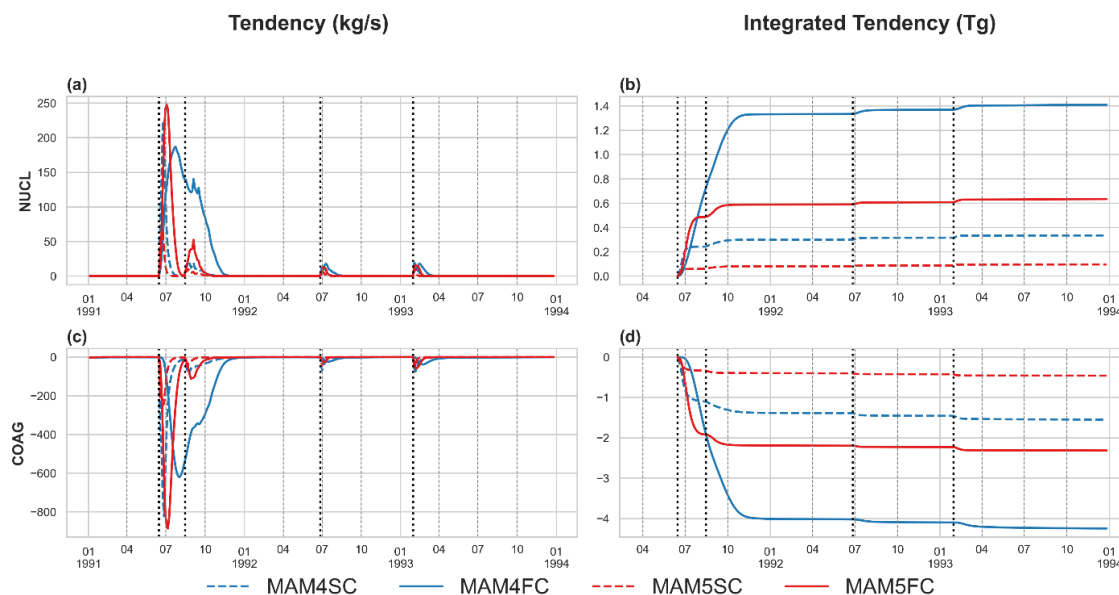 Tendency (kg/s)
Integrated Tendency (Tg)
(a)
NUCL
250
200
150
100
50
0
01 04 07 10 01 04 07 10 01 04 07 10 01
1991 1992 1993 1994
(b)
1.4
1.2
1.0
0.8
0.6
0.4
0.2
0.0
04 07 10 01 04 07 10 01 04 07 10 01
1992 1993 1994
(c)
COAG
0
−200
−400
−600
−800
01 04 07 10 01 04 07 10 01 04 07 10 01
1991 1992 1993 1994
(d)
0
−1
−2
−3
−4
04 07 10 01 04 07 10 01 04 07 10 01
1992 1993 1994
MAM4SC MAM4FC MAM5SC MAM5FC